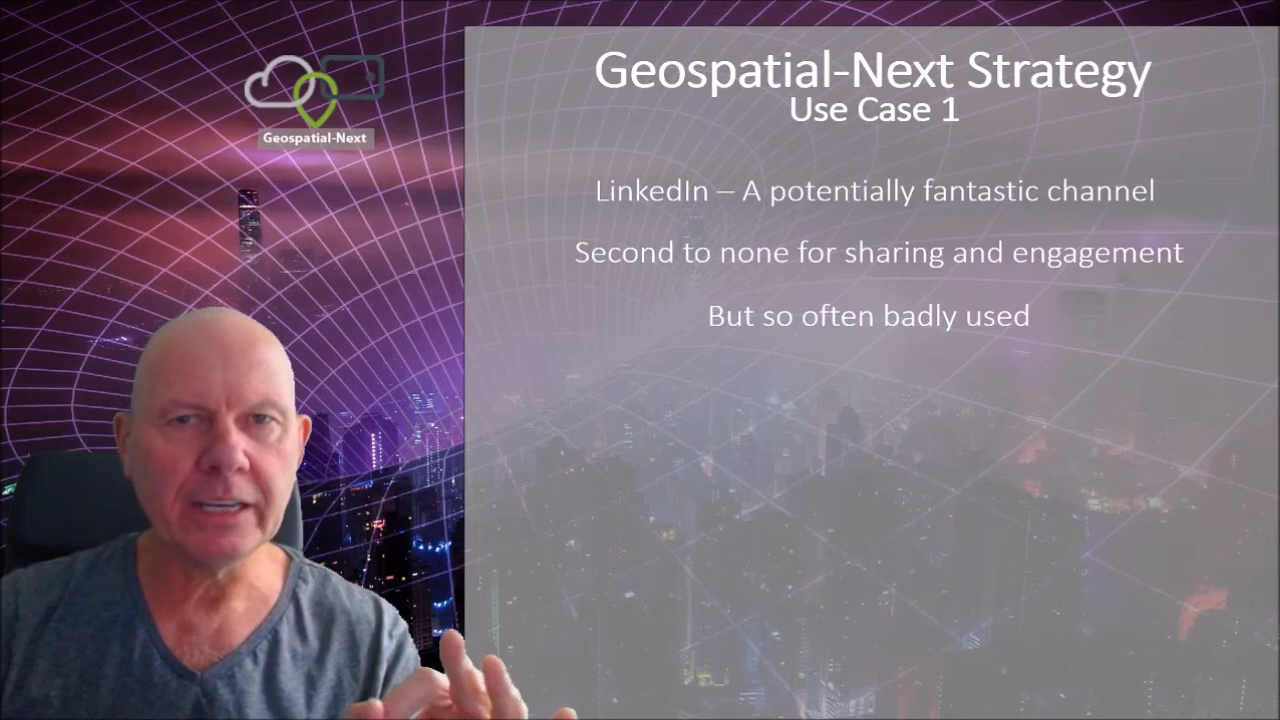 Geospatial-Next
Geospatial-Next Strategy
Use Case 1
LinkedIn – A potentially fantastic channel
Second to none for sharing and engagement
But so often badly used